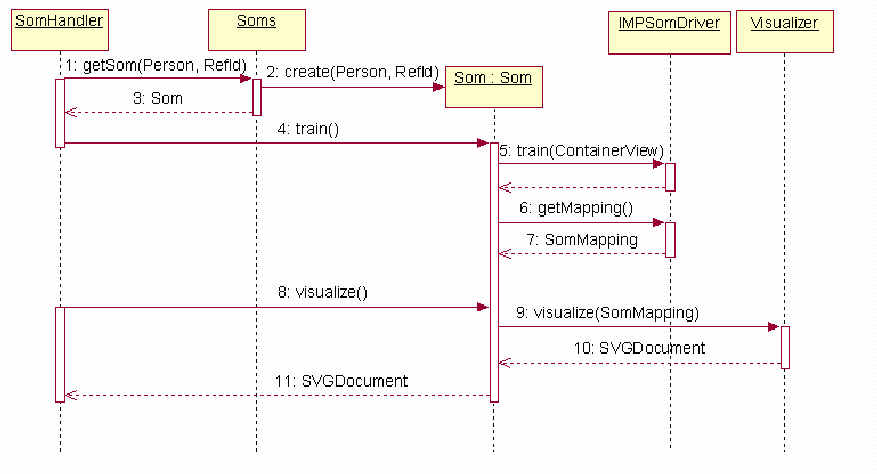 SomHandler
Soms
IMPSomDriver
Visualizer
1: getSom(Person, RefId)
2: create(Person, RefId)
Som : Som
3: Som
4: train()
5: train(ContainerView)
6: getMapping()
7: SomMapping
8: visualize()
9: visualize(SomMapping)
10: SVGDocument
11: SVGDocument